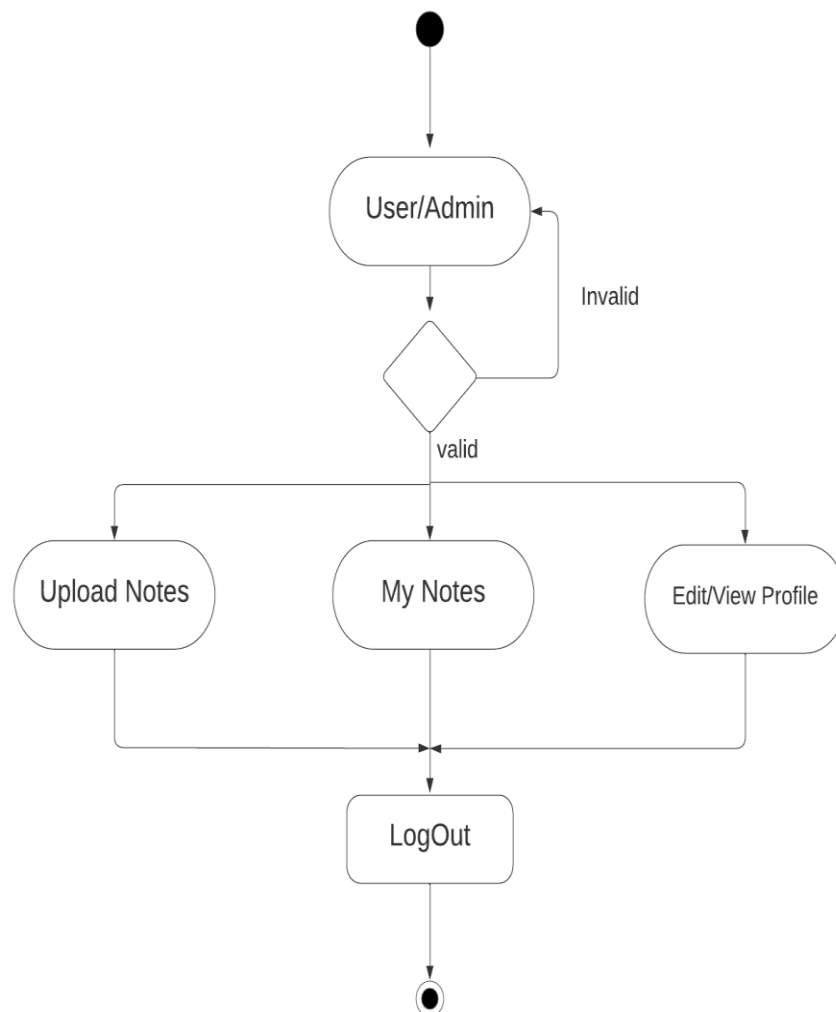 User/Admin
Invalid
valid
Upload Notes
My Notes
Edit/View Profile
LogOut